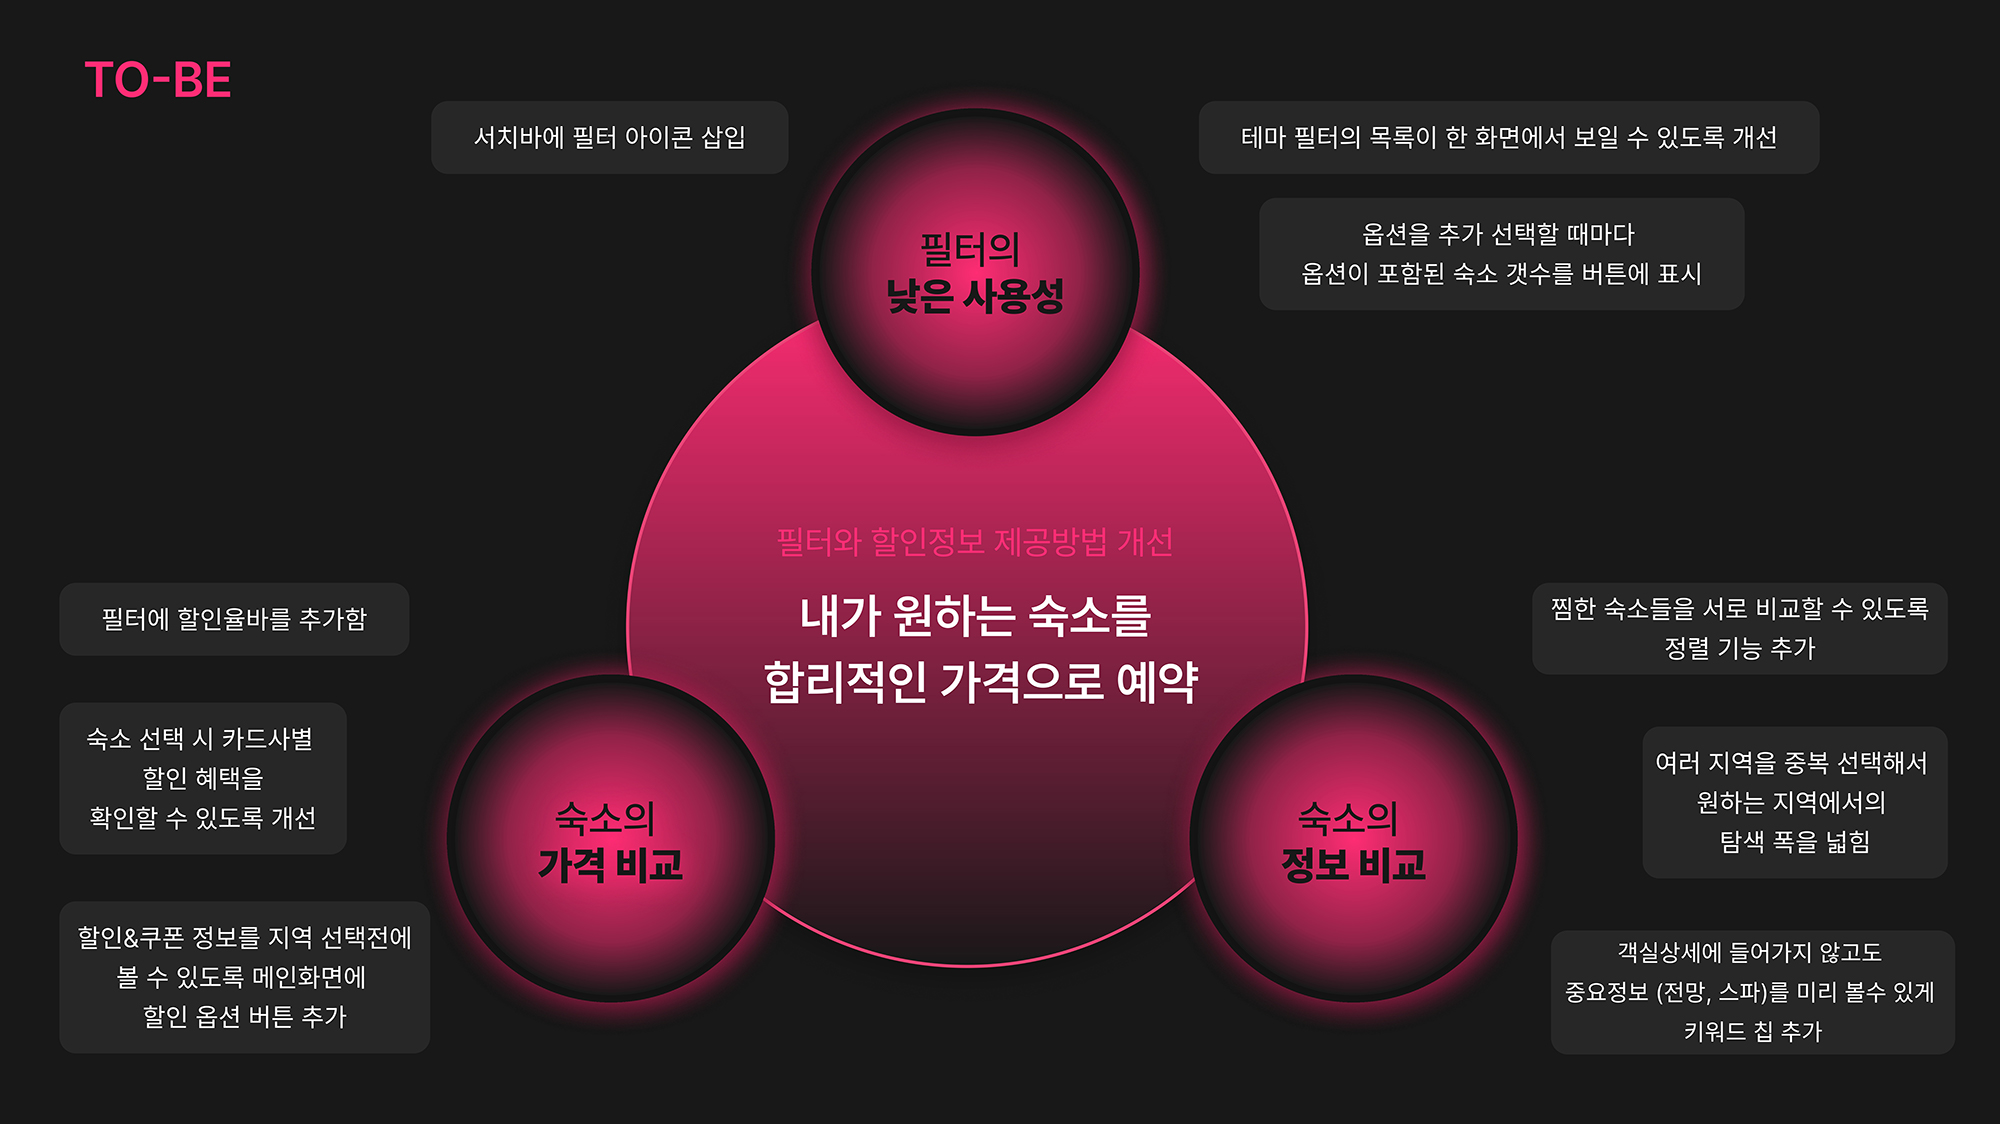 TO-BE
서치바에 필터 아이콘 삽입
테마 필터의 목록이 한 화면에서 보일 수 있도록 개선
옵션을 추가 선택할 때마다
옵션이 포함된 숙소 갯수를 버튼에 표시
필터의
낮은 사용성
필터와 할인정보 제공방법 개선
내가 원하는 숙소를
합리적인 가격으로 예약
필터에 할인율바를 추가함
숙소 선택 시 카드사별
할인 혜택을
확인할 수 있도록 개선
할인&쿠폰 정보를 지역 선택전에
볼 수 있도록 메인화면에
할인 옵션 버튼 추가
숙소의
가격 비교
숙소의
정보 비교
찜한 숙소들을 서로 비교할 수 있도록
정렬 기능 추가
여러 지역을 중복 선택해서
원하는 지역에서의
탐색 폭을 넓힘
객실상세에 들어가지 않고도
중요정보 (전망, 스파)를 미리 볼수 있게
키워드 칩 추가